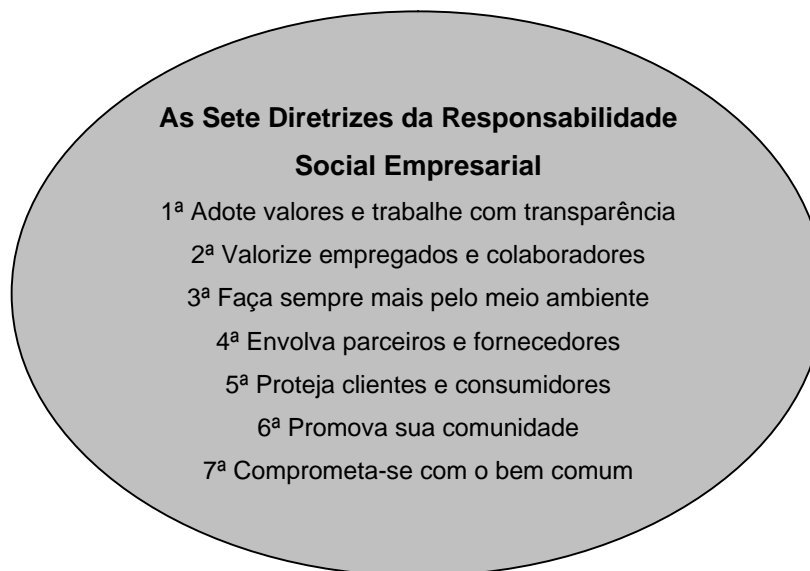 As Sete Diretrizes da Responsabilidade
Social Empresarial
1ª Adote valores e trabalhe com transparência
2ª Valorize empregados e colaboradores
3ª Faça sempre mais pelo meio ambiente
4ª Envolva parceiros e fornecedores
5ª Proteja clientes e consumidores
6ª Promova sua comunidade
7ª Comprometa-se com o bem comum